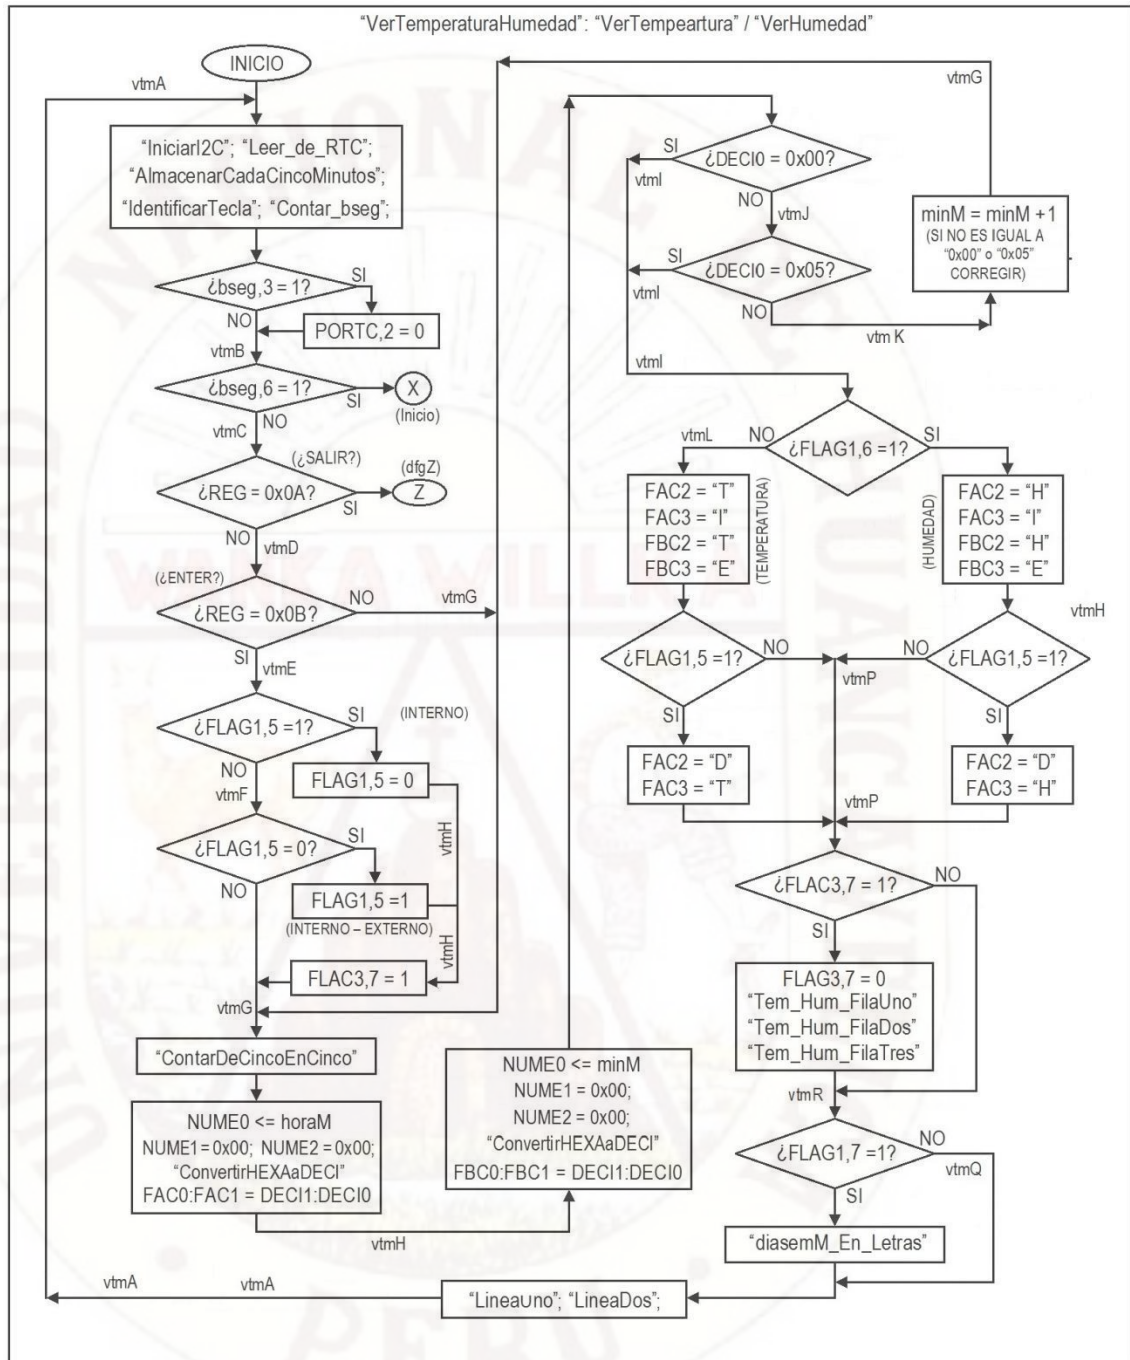 “VerTemperaturaHumedad”: “VerTempeartura” / “VerHumedad”
INICIO
vtmA
“IniciarI2C”; “Leer_de_RTC”;
“AlmacenarCadaCincoMinutos”;
“IdentificarTecla”; “Contar_bseg”;
¿bseg,3 = 1?
SI
NO
PORTC,2 = 0
vtmB
¿bseg,6 = 1?
SI
X
(Inicio)
NO
vtmC
(¿SALIR?)
¿REG = 0x0A?
SI
(dfgZ)
Z
NO
vtmD
(¿ENTER?)
¿REG = 0x0B?
NO
vtmG
SI
vtmE
¿FLAG1,5 =1?
SI
(INTERNO)
NO
FLAG1,5 = 0
vtmF
vtmH
¿FLAG1,5 = 0?
SI
NO
FLAG1,5 =1
(INTERNO – EXTERNO)
vtmH
FLAC3,7 = 1
vtmG
“ContarDeCincoEnCinco”
NUME0 <= horaM
NUME1 = 0x00; NUME2 = 0x00;
“ConvertirHEXAaDECI”
FAC0:FAC1 = DECI1:DECI0
vtmH
NUME0 <= minM
NUME1 = 0x00;
NUME2 = 0x00;
“ConvertirHEXAaDECI”
FBC0:FBC1 = DECI1:DECI0
vtmG
¿DECI0 = 0x00?
SI
vtmI
NO
vtmJ
¿DECI0 = 0x05?
SI
vtmI
NO
vtm K
minM = minM +1
(SI NO ES IGUAL A
“0x00” o “0x05”
CORREGIR)
vtmI
¿FLAG1,6 =1?
NO
SI
vtmL
FAC2 = “T”
FAC3 = “I”
FBC2 = “T”
FBC3 = “E”
(TEMPERATURA)
(HUMEDAD)
FAC2 = “H”
FAC3 = “I”
FBC2 = “H”
FBC3 = “E”
vtmH
¿FLAG1,5 =1?
NO
vtmP
NO
¿FLAG1,5 =1?
SI
SI
FAC2 = “D”
FAC3 = “T”
FAC2 = “D”
FAC3 = “H”
vtmP
¿FLAC3,7 = 1?
NO
SI
FLAG3,7 = 0
“Tem_Hum_FilaUno”
“Tem_Hum_FilaDos”
“Tem_Hum_FilaTres”
vtmR
¿FLAG1,7 =1?
NO
vtmQ
SI
“diasemM_En_Letras”
“LineaUno”; “LineaDos”;
vtmA
vtmA
UNIVERSIDAD
NACIONAL
PERU
WANKA WILLKA